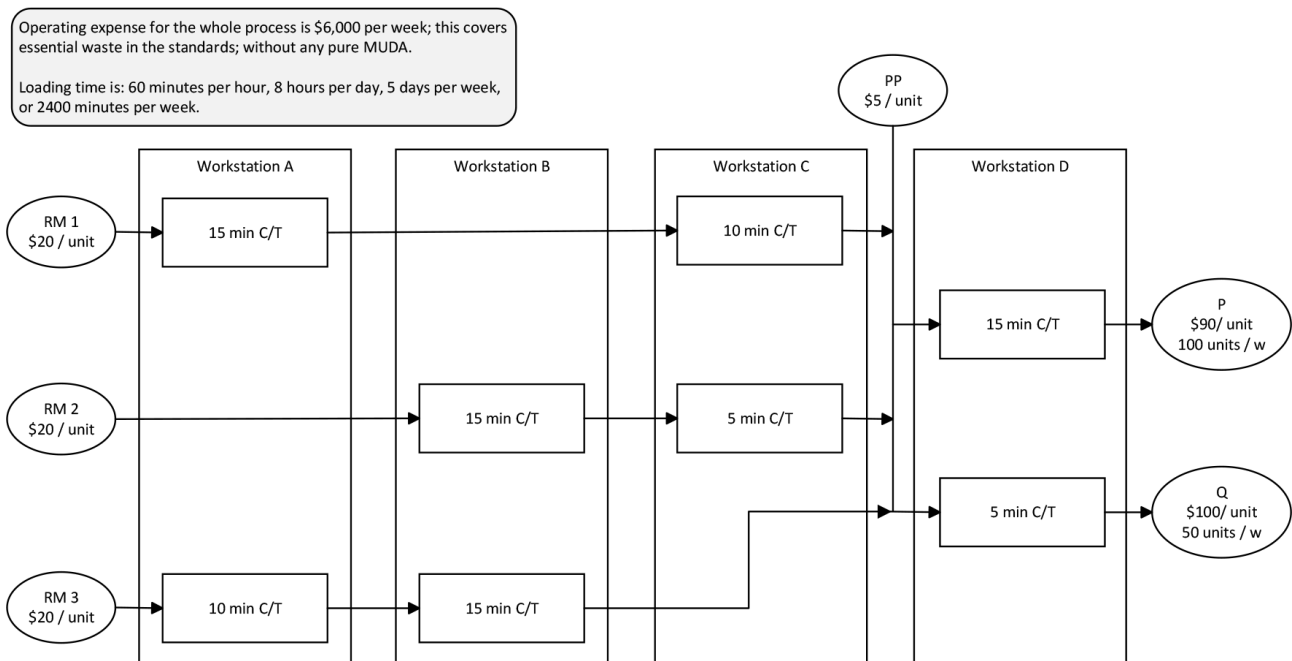 Operating expense for the whole process is $6,000 per week; this covers
essential waste in the standards; without any pure MUDA.
Loading time is: 60 minutes per hour, 8 hours per day, 5 days per week,
or 2400 minutes per week.
PP
$5 / unit
Workstation A
Workstation B
Workstation C
Workstation D
RM 1
$20 / unit
15 min C/T
10 min C/T
15 min C/T
P
$90/ unit
100 units / w
RM 2
$20 / unit
15 min C/T
5 min C/T
5 min C/T
Q
$100/ unit
50 units / w
RM 3
$20 / unit
10 min C/T
15 min C/T